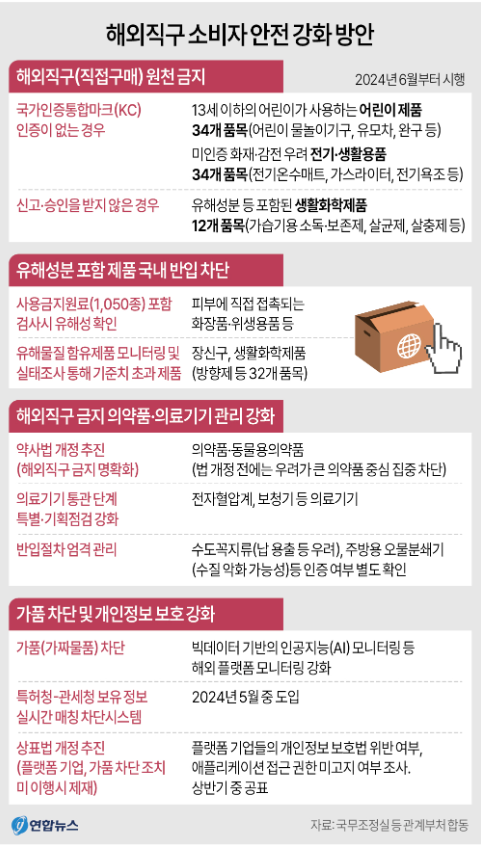 해외직구 소비자 안전 강화 방안
해외직구(직접구매) 원천 금지
2024년 6월부터 시행
국가인증통합마크(KC)
인증이 없는 경우
13세 이하의 어린이가 사용하는 어린이 제품
34개 품목(어린이 물놀이기구, 유모차, 완구 등)
미인증 화재·감전 우려 전기·생활용품
34개 품목(전기온수매트, 가스라이터, 전기욕조 등)
신고·승인을 받지 않은 경우
유해성분 등 포함된 생활화학제품
12개 품목(가습기용 소독·보존제, 살균제, 살충제 등)
유해성분 포함 제품 국내 반입 차단
사용금지원료(1,050종) 포함
검사시 유해성 확인
피부에 직접 접촉되는
화장품·위생용품 등
유해물질 함유제품 모니터링 및
실태조사 통해 기준치 초과 제품
장신구, 생활화학제품
(방향제 등 32개 품목)
해외직구 금지 의약품·의료기기 관리 강화
약사법 개정 추진
(해외직구 금지 명확화)
의약품·동물용의약품
(법 개정 전에는 우려가 큰 의약품 중심 집중 차단)
의료기기 통관 단계
특별·기획점검 강화
전자혈압계, 보청기 등 의료기기
반입절차 엄격 관리
수도꼭지류(납 용출 등 우려), 주방용 오물분쇄기
(수질 악화 가능성)등 인증 여부 별도 확인
가품 차단 및 개인정보 보호 강화
가품(가짜물품) 차단
빅데이터 기반의 인공지능(AI) 모니터링 등
해외 플랫폼 모니터링 강화
특허청-관세청 보유 정보
실시간 매칭 차단시스템
2024년 5월 중 도입
상표법 개정 추진
(플랫폼 기업, 가품 차단 조치
미 이행시 제재)
플랫폼 기업들의 개인정보 보호법 위반 여부,
애플리케이션 접근 권한 미고지 여부 조사.
상반기 중 공표
연합뉴스
자료: 국무조정실 등 관계부처 합동